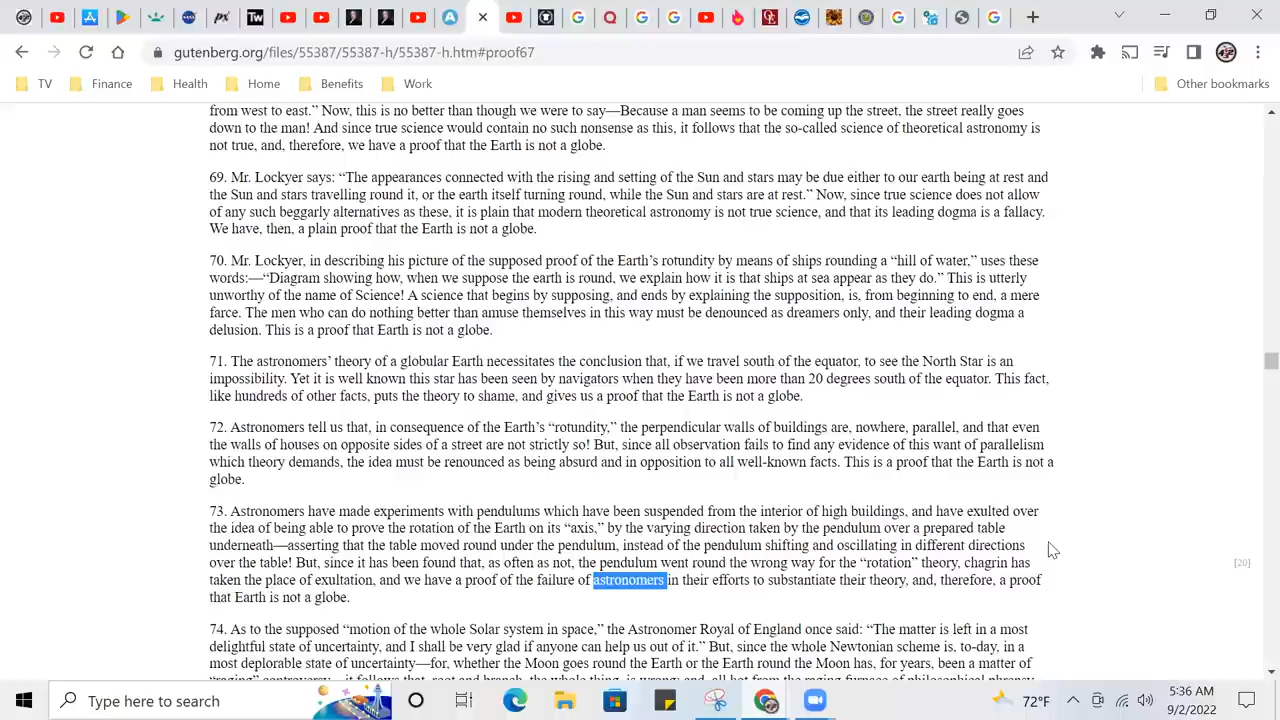 gutenberg.org/files/55387/55387-h/55387-h.htm#proof67
TV Finance Health Home Benefits Work Other bookmarks
from west to east.” Now, this is no better than though we were to say—Because a man seems to be coming up the street, the street really goes
down to the man! And since true science would contain no such nonsense as this, it follows that the so-called science of theoretical astronomy is
not true, and, therefore, we have a proof that the Earth is not a globe.
69. Mr. Lockyer says: “The appearances connected with the rising and setting of the Sun and stars may be due either to our earth being at rest and
the Sun and stars travelling round it, or the earth itself turning round, while the Sun and stars are at rest.” Now, since true science does not allow
of any such beggarly alternatives as these, it is plain that modern theoretical astronomy is not true science, and that its leading dogma is a fallacy.
We have, then, a plain proof that the Earth is not a globe.
70. Mr. Lockyer, in describing his picture of the supposed proof of the Earth’s rotundity by means of ships rounding a “hill of water,” uses these
words:—“Diagram showing how, when we suppose the earth is round, we explain how it is that ships at sea appear as they do.” This is utterly
unworthy of the name of Science! A science that begins by supposing, and ends by explaining the supposition, is, from beginning to end, a mere
farce. The men who can do nothing better than amuse themselves in this way must be denounced as dreamers only, and their leading dogma a
delusion. This is a proof that Earth is not a globe.
71. The astronomers’ theory of a globular Earth necessitates the conclusion that, if we travel south of the equator, to see the North Star is an
impossibility. Yet it is well known this star has been seen by navigators when they have been more than 20 degrees south of the equator. This fact,
like hundreds of other facts, puts the theory to shame, and gives us a proof that the Earth is not a globe.
72. Astronomers tell us that, in consequence of the Earth’s “rotundity,” the perpendicular walls of buildings are, nowhere, parallel, and that even
the walls of houses on opposite sides of a street are not strictly so! But, since all observation fails to find any evidence of this want of parallelism
which theory demands, the idea must be renounced as being absurd and in opposition to all well-known facts. This is a proof that the Earth is not a
globe.
73. Astronomers have made experiments with pendulums which have been suspended from the interior of high buildings, and have exulted over
the idea of being able to prove the rotation of the Earth on its “axis,” by the varying direction taken by the pendulum over a prepared table
underneath—asserting that the table moved round under the pendulum, instead of the pendulum shifting and oscillating in different directions
over the table! But, since it has been found that, as often as not, the pendulum went round the wrong way for the “rotation” theory, chagrin has
[20]
taken the place of exultation, and we have a proof of the failure of astronomers in their efforts to substantiate their theory, and, therefore, a proof
that Earth is not a globe.
74. As to the supposed “motion of the whole Solar system in space,” the Astronomer Royal of England once said: “The matter is left in a most
delightful state of uncertainty, and I shall be very glad if anyone can help us out of it.” But, since the whole Newtonian scheme is, to-day, in a
most deplorable state of uncertainty—for, whether the Moon goes round the Earth or the Earth round the Moon has, for years, been a matter of
Type here to search
72°F
5:36 AM
9/2/2022